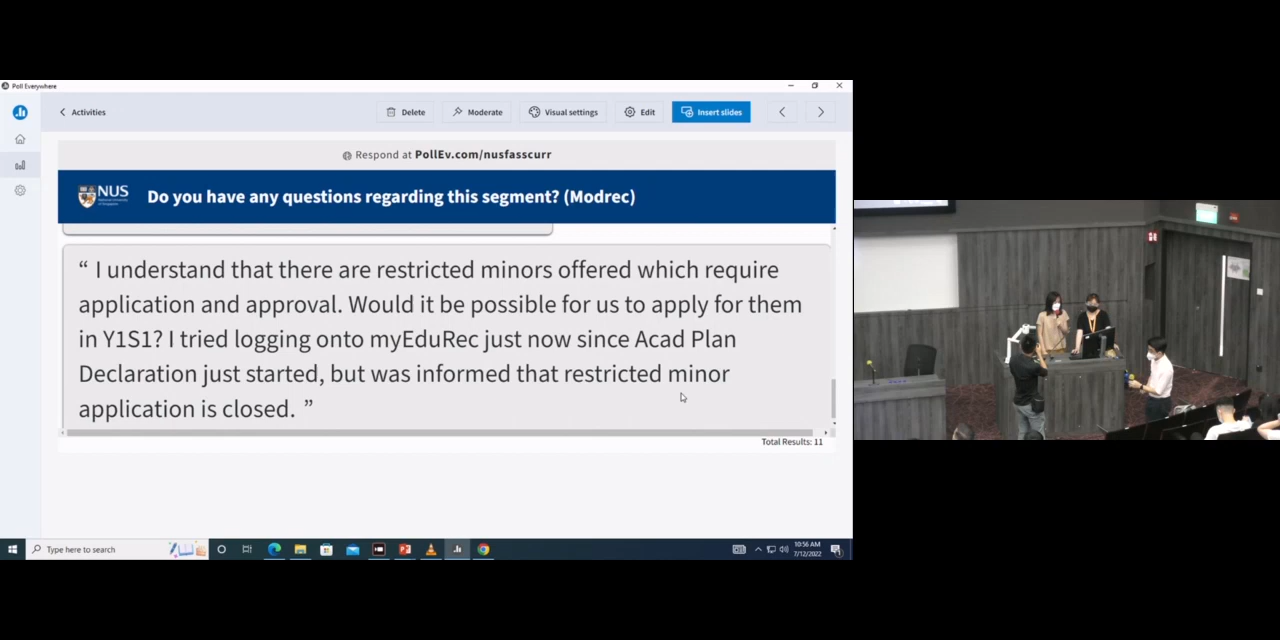 Poll Everywhere
Activities
Delete
Moderate
Visual settings
Edit
Insert slides
Respond at PollEv.com/nusfasscurr
NUS
National University
of Singapore
Do you have any questions regarding this segment? (Modrec)
“ I understand that there are restricted minors offered which require
application and approval. Would it be possible for us to apply for them
in Y1S1? I tried logging onto myEduRec just now since Acad Plan
Declaration just started, but was informed that restricted minor
application is closed. ”
Total Results: 11
Type here to search
10:56 AM
7/12/2022